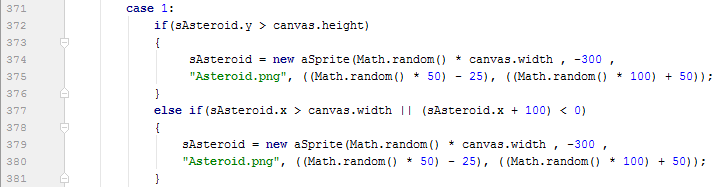 371 case 1:
372 if(sAsteroid.y > canvas.height)
373 {
374 sAsteroid = new aSprite(Math.random() * canvas.width , -300 ,
375 "Asteroid.png", ((Math.random() * 50) - 25), ((Math.random() * 100) + 50));
376 }
377 else if(sAsteroid.x > canvas.width || (sAsteroid.x + 100) < 0)
378 {
379 sAsteroid = new aSprite(Math.random() * canvas.width , -300 ,
380 "Asteroid.png", ((Math.random() * 50) - 25), ((Math.random() * 100) + 50));
381 }